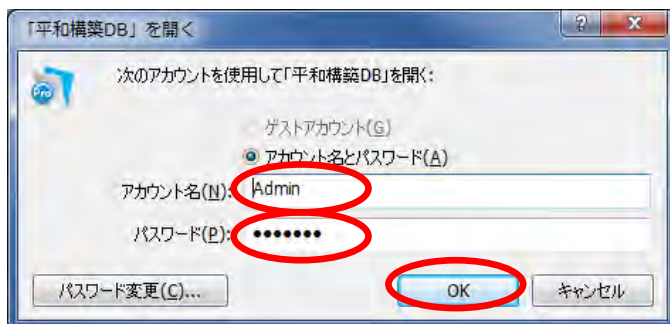 「平和構築DB」を開く
Pro
次のアカウントを使用して「平和構築DB」を開く:
ゲストアカウント(G)
アカウント名とパスワード(A)
アカウント名(N): Admin
パスワード(P): •••••••
パスワード変更(C)... OK キャンセル